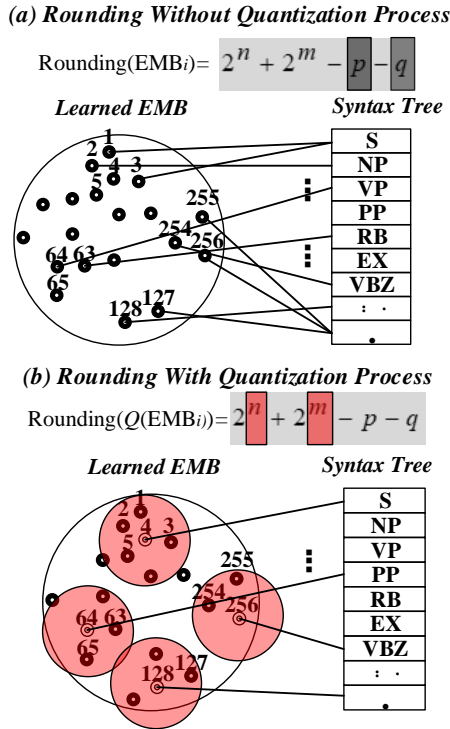 (a) Rounding Without Quantization Process
Rounding(EMBi)= 2^n + 2^m − p − q
Learned EMB Syntax Tree
1
2
4 3
5
255
254
256
64 63
65
128 127
S
NP
VP
PP
RB
EX
VBZ
: .
.
(b) Rounding With Quantization Process
Rounding(Q(EMBi))= 2^n + 2^m − p − q
Learned EMB Syntax Tree
1
2
4 3
5
255
254
256
64 63
65
128 127
S
NP
VP
PP
RB
EX
VBZ
: .
.